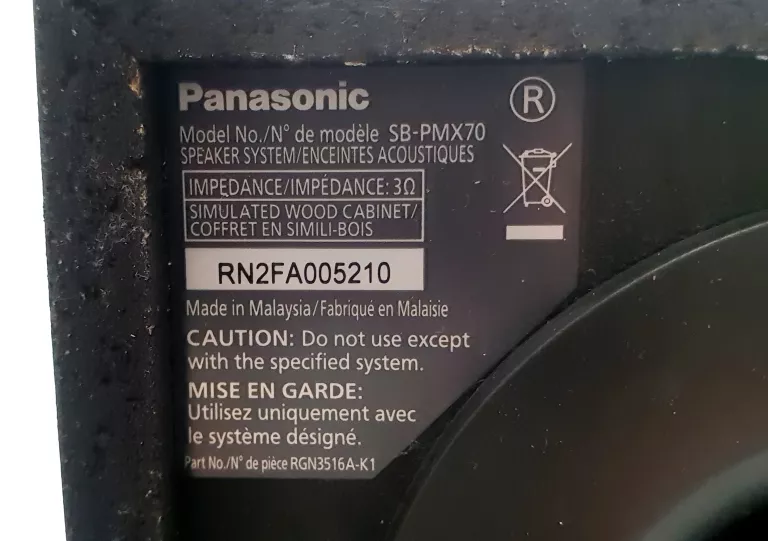 Panasonic
R
Model No./N° de modèle SB-PMX70
SPEAKER SYSTEM/ENCEINTES ACOUSTIQUES
IMPEDANCE/IMPÉDANCE: 3Ω
SIMULATED WOOD CABINET/
COFFRET EN SIMILI-BOIS
RN2FA005210
Made in Malaysia/Fabriqué en Malaisie
CAUTION: Do not use except
with the specified system.
MISE EN GARDE:
Utilisez uniquement avec
le système désigné.
Part No./N° de pièce RGN3516A-K1